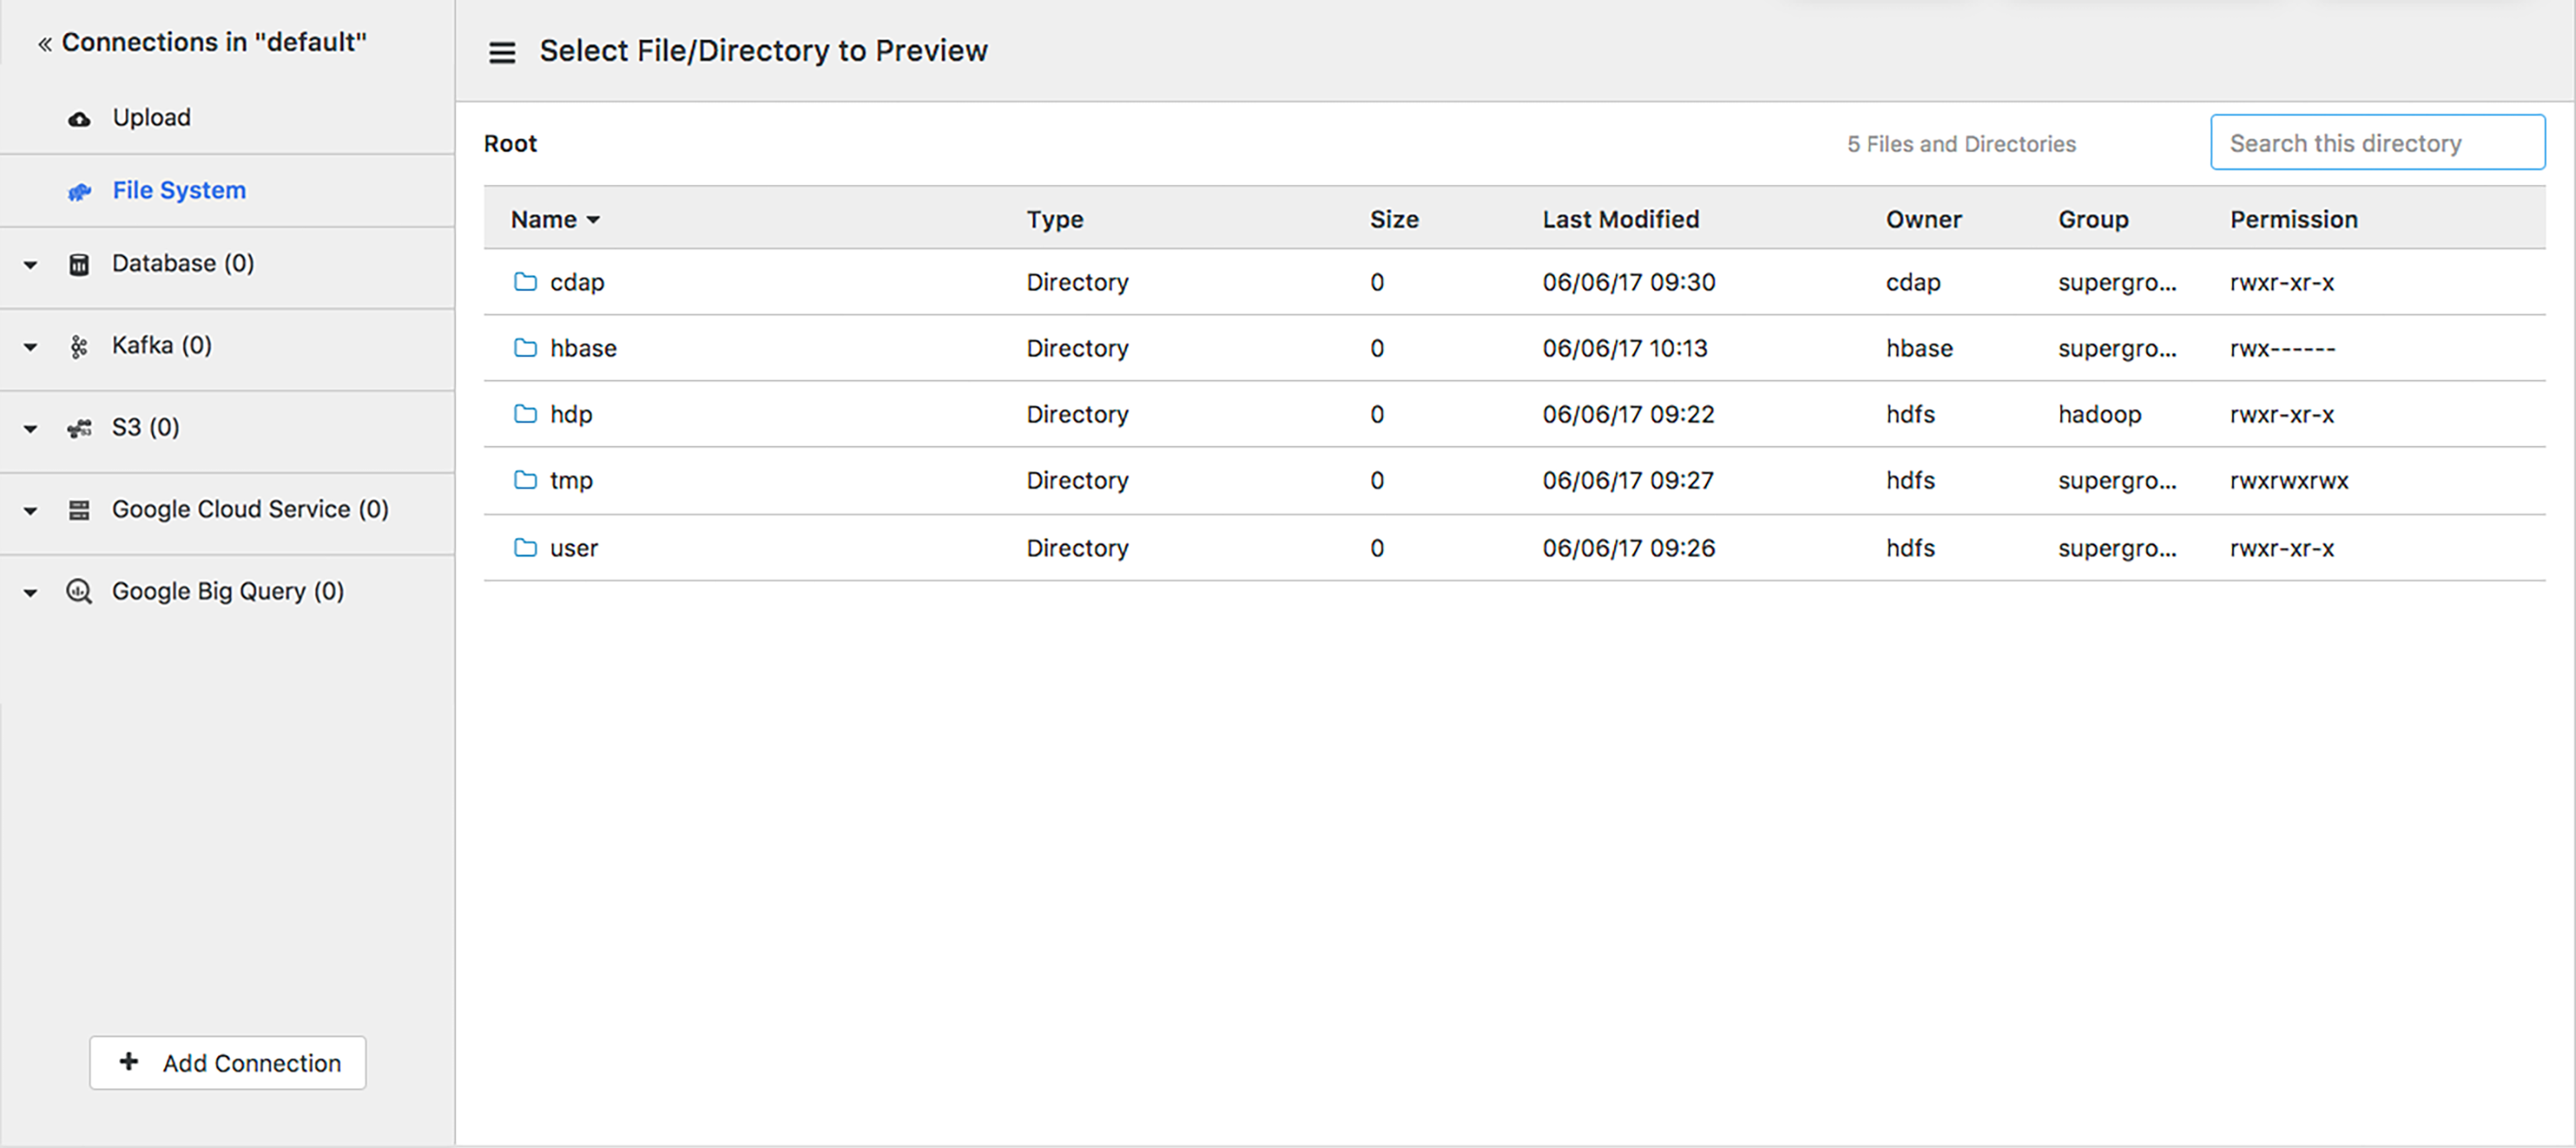 « Connections in "default"
Upload
File System
Database (0)
Kafka (0)
S3 (0)
Google Cloud Service (0)
Google Big Query (0)
+ Add Connection
Select File/Directory to Preview
Root 5 Files and Directories Search this directory
Name Type Size Last Modified Owner Group Permission
cdap Directory 0 06/06/17 09:30 cdap supergro... rwxr-xr-x
hbase Directory 0 06/06/17 10:13 hbase supergro... rwx------
hdp Directory 0 06/06/17 09:22 hdfs hadoop rwxr-xr-x
tmp Directory 0 06/06/17 09:27 hdfs supergro... rwxrwxrwx
user Directory 0 06/06/17 09:26 hdfs supergro... rwxr-xr-x